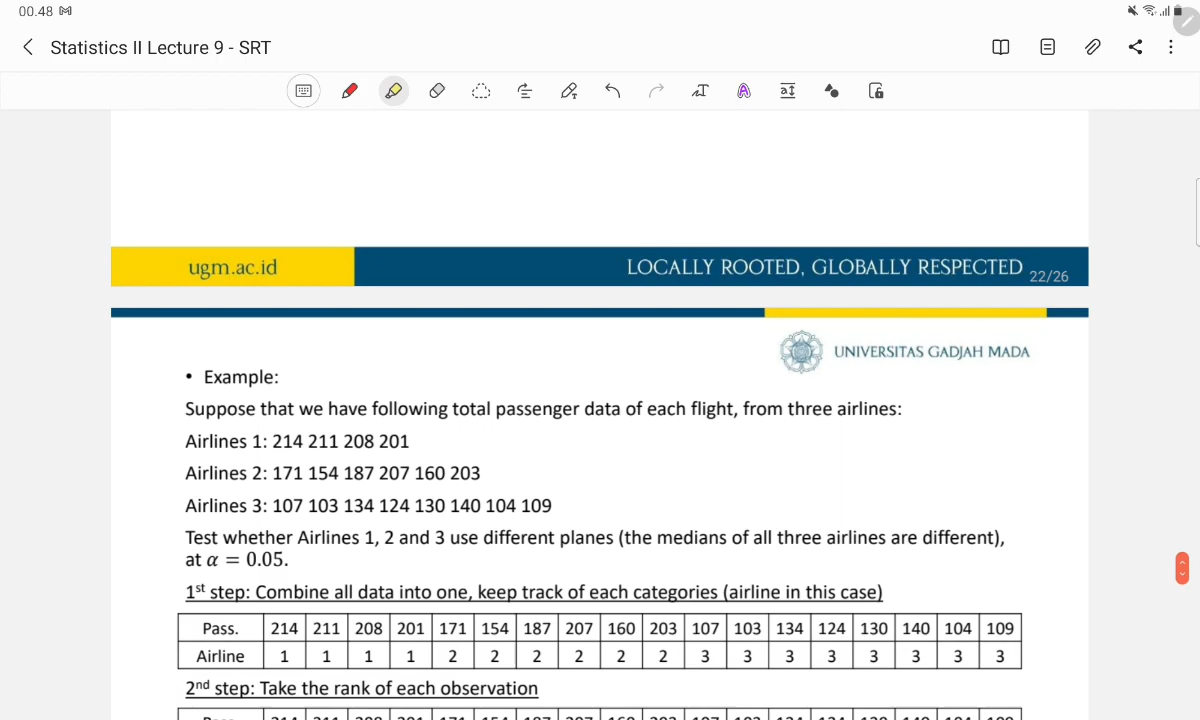 00.48
Statistics II Lecture 9 - SRT
ugm.ac.id
LOCALLY ROOTED, GLOBALLY RESPECTED
22/26
UNIVERSITAS GADJAH MADA
• Example:
Suppose that we have following total passenger data of each flight, from three airlines:
Airlines 1: 214 211 208 201
Airlines 2: 171 154 187 207 160 203
Airlines 3: 107 103 134 124 130 140 104 109
Test whether Airlines 1, 2 and 3 use different planes (the medians of all three airlines are different),
at α = 0.05.
1st step: Combine all data into one, keep track of each categories (airline in this case)
Pass. 214 211 208 201 171 154 187 207 160 203 107 103 134 124 130 140 104 109
Airline 1 1 1 1 2 2 2 2 2 2 3 3 3 3 3 3 3 3
2nd step: Take the rank of each observation